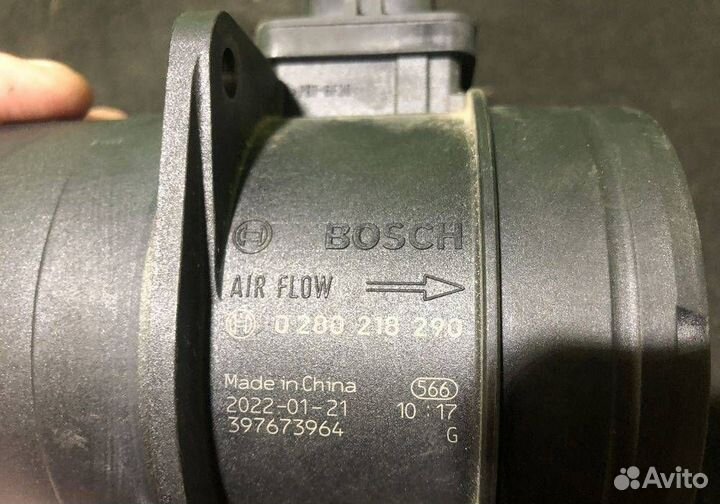 BOSCH
AIR FLOW
0 280 218 290
Made in China 566
2022-01-21 10:17
397673964 G
Avito